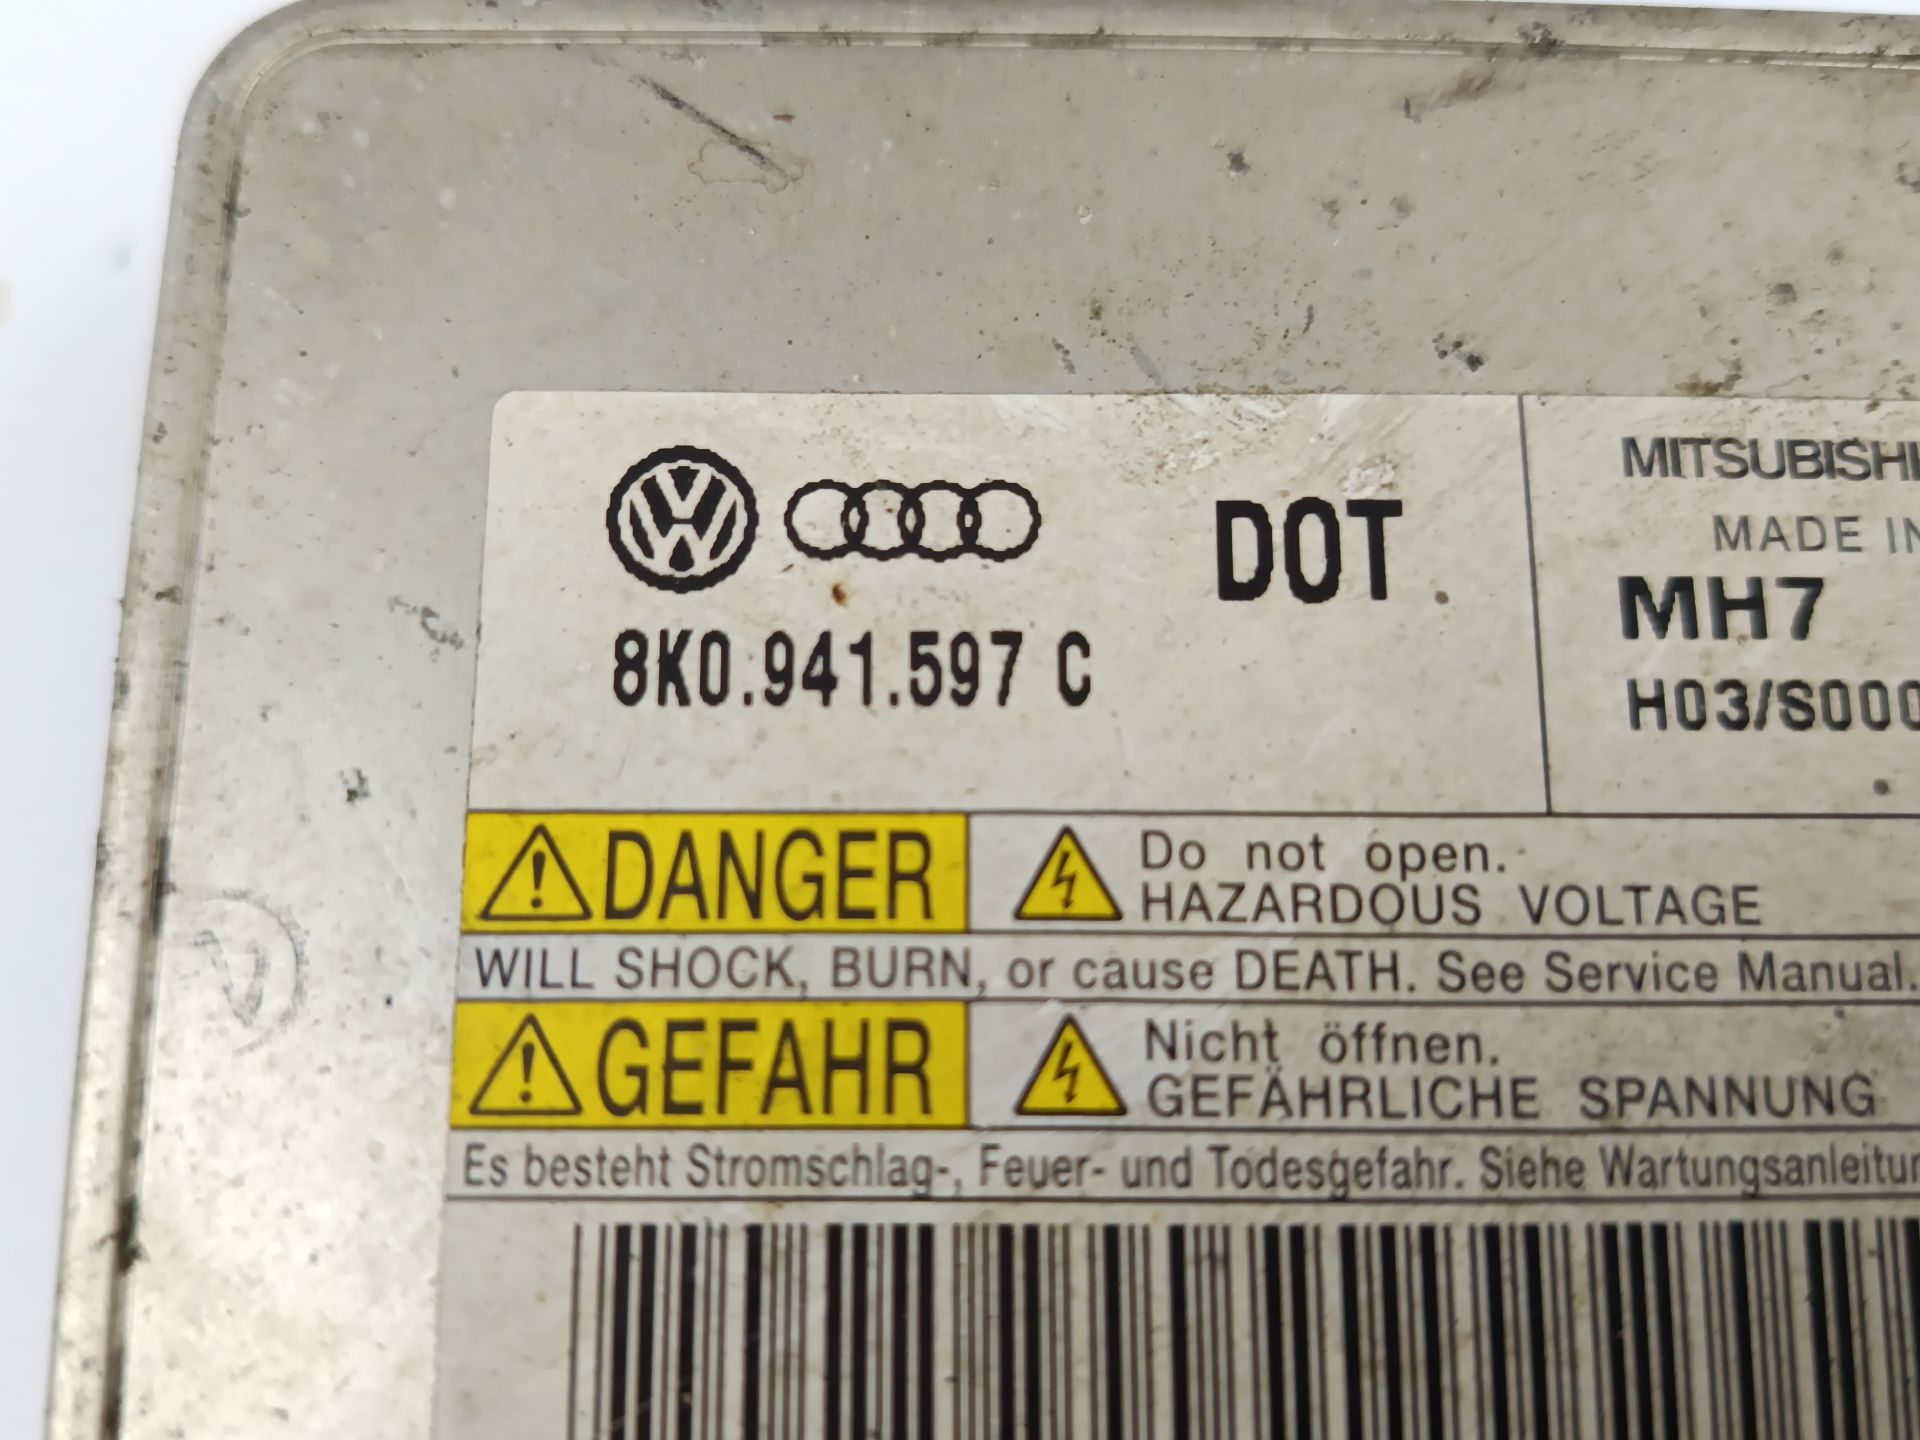 DOT
8K0.941.597 C
MITSUBISHI
MADE IN
MH7
H03/S000
DANGER
Do not open.
HAZARDOUS VOLTAGE
WILL SHOCK, BURN, or cause DEATH. See Service Manual.
GEFAHR
Nicht öffnen.
GEFÄHRLICHE SPANNUNG
Es besteht Stromschlag-, Feuer- und Todesgefahr. Siehe